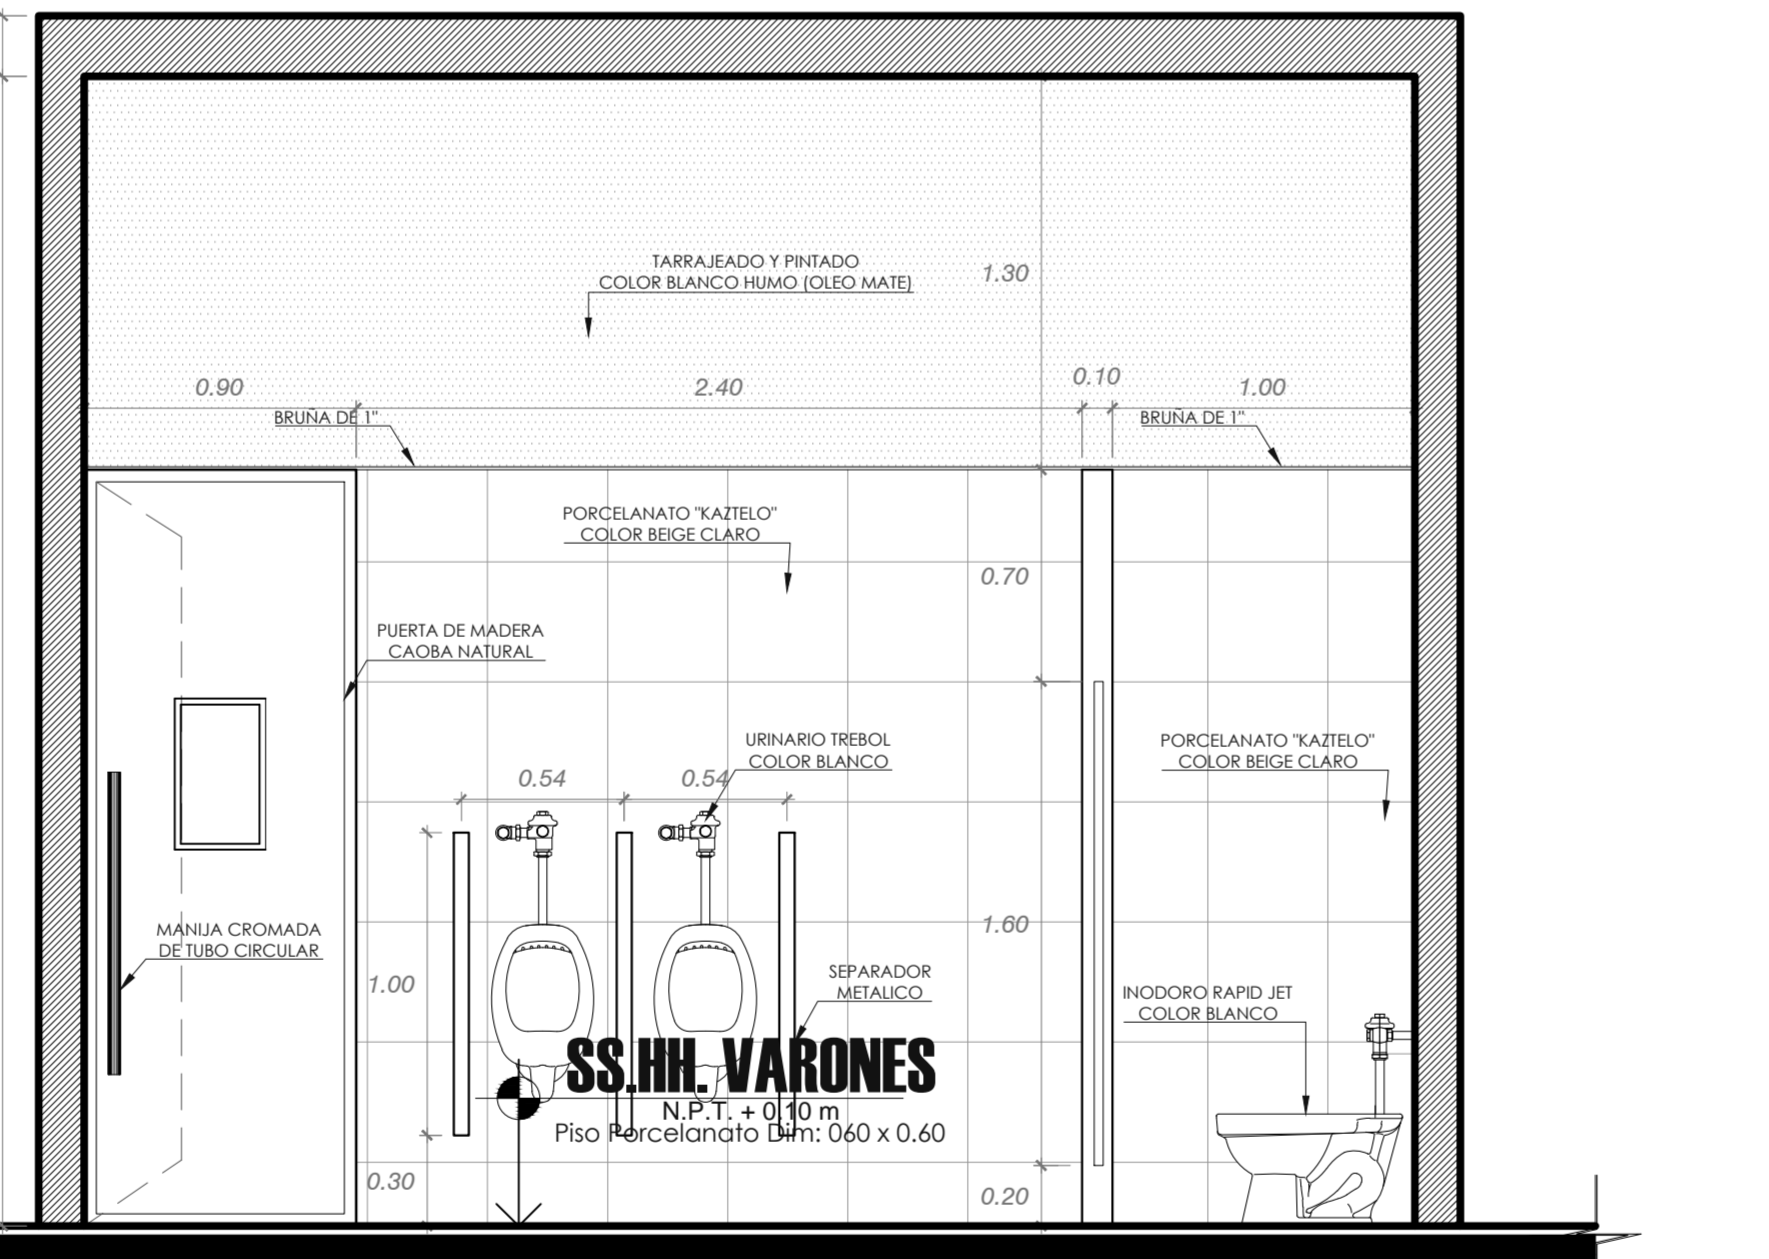 TARRAJEADO Y PINTADO
COLOR BLANCO HUMO (OLEO MATE)
1.30
0.90
2.40
0.10
1.00
BRUÑA DE 1"
BRUÑA DE 1"
PORCELANATO "KAZTELO"
COLOR BEIGE CLARO
0.70
PUERTA DE MADERA
CAOBA NATURAL
URINARIO TREBOL
COLOR BLANCO
PORCELANATO "KAZTELO"
COLOR BEIGE CLARO
0.54
0.54
MANIJA CROMADA
DE TUBO CIRCULAR
1.60
1.00
SEPARADOR
METALICO
INODORO RAPID JET
COLOR BLANCO
SS.HH. VARONES
N.P.T. + 0.10 m
Piso Porcelanato Dim: 060 x 0.60
0.30
0.20